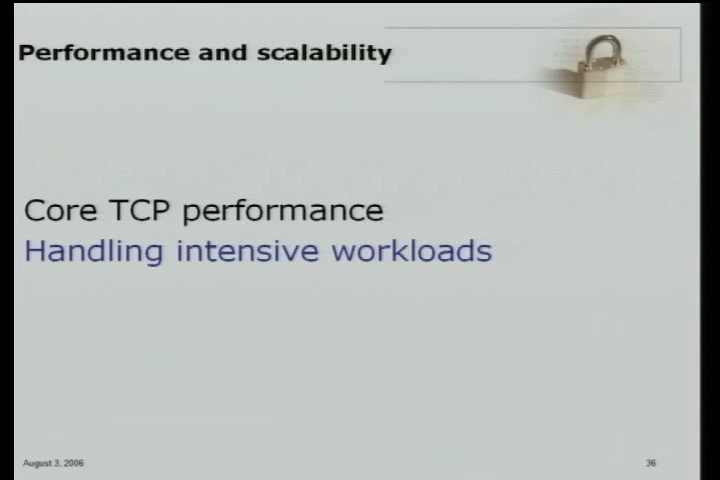 Performance and scalability
Core TCP performance
Handling intensive workloads
August 3, 2006
36